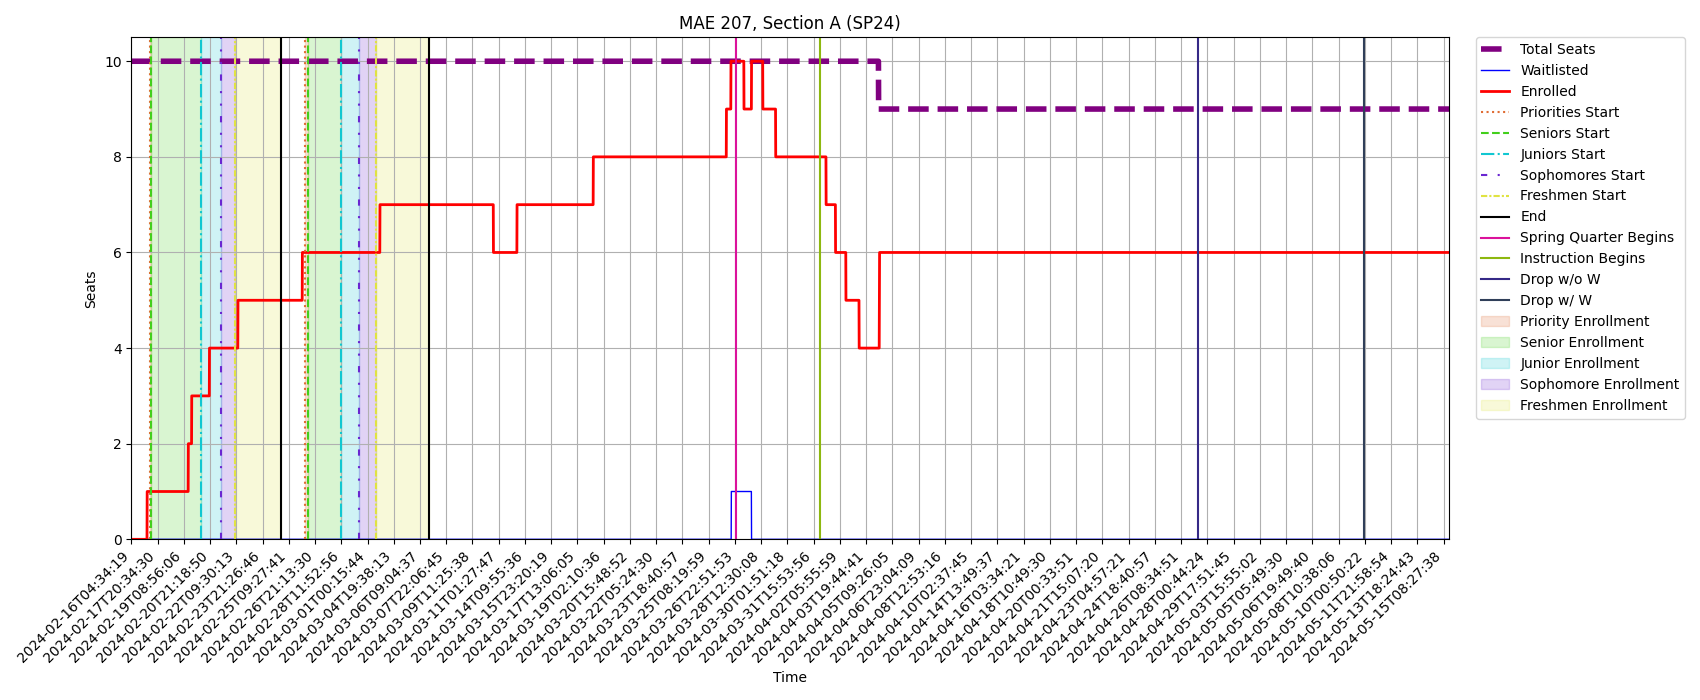 MAE 207, Section A (SP24)
Seats
10
8
6
4
2
0
2024-02-16T04:34:19
2024-02-17T20:34:30
2024-02-19T08:56:06
2024-02-20T21:18:50
2024-02-22T09:30:13
2024-02-23T21:26:46
2024-02-25T09:27:41
2024-02-26T21:13:30
2024-02-28T11:52:56
2024-03-01T00:15:44
2024-03-04T19:38:13
2024-03-06T09:04:37
2024-03-07T22:06:45
2024-03-09T11:25:38
2024-03-11T01:27:47
2024-03-14T09:55:36
2024-03-15T23:20:19
2024-03-17T13:06:05
2024-03-19T02:10:36
2024-03-20T15:48:52
2024-03-22T05:24:30
2024-03-23T18:40:57
2024-03-25T08:19:59
2024-03-26T22:51:53
2024-03-28T12:30:08
2024-03-30T01:51:18
2024-03-31T15:53:56
2024-04-02T05:55:59
2024-04-03T19:44:41
2024-04-05T09:26:05
2024-04-06T23:04:09
2024-04-08T12:53:16
2024-04-10T02:37:45
2024-04-14T13:49:37
2024-04-16T03:34:21
2024-04-18T10:49:30
2024-04-20T00:33:51
2024-04-21T15:07:20
2024-04-23T04:57:21
2024-04-24T18:40:57
2024-04-26T08:34:51
2024-04-28T00:44:24
2024-04-29T17:51:45
2024-05-03T15:55:02
2024-05-05T05:49:30
2024-05-06T19:49:40
2024-05-08T10:38:06
2024-05-10T00:50:22
2024-05-11T21:58:54
2024-05-13T18:24:43
2024-05-15T08:27:38
Time
Total Seats
Waitlisted
Enrolled
Priorities Start
Seniors Start
Juniors Start
Sophomores Start
Freshmen Start
End
Spring Quarter Begins
Instruction Begins
Drop w/o W
Drop w/ W
Priority Enrollment
Senior Enrollment
Junior Enrollment
Sophomore Enrollment
Freshmen Enrollment